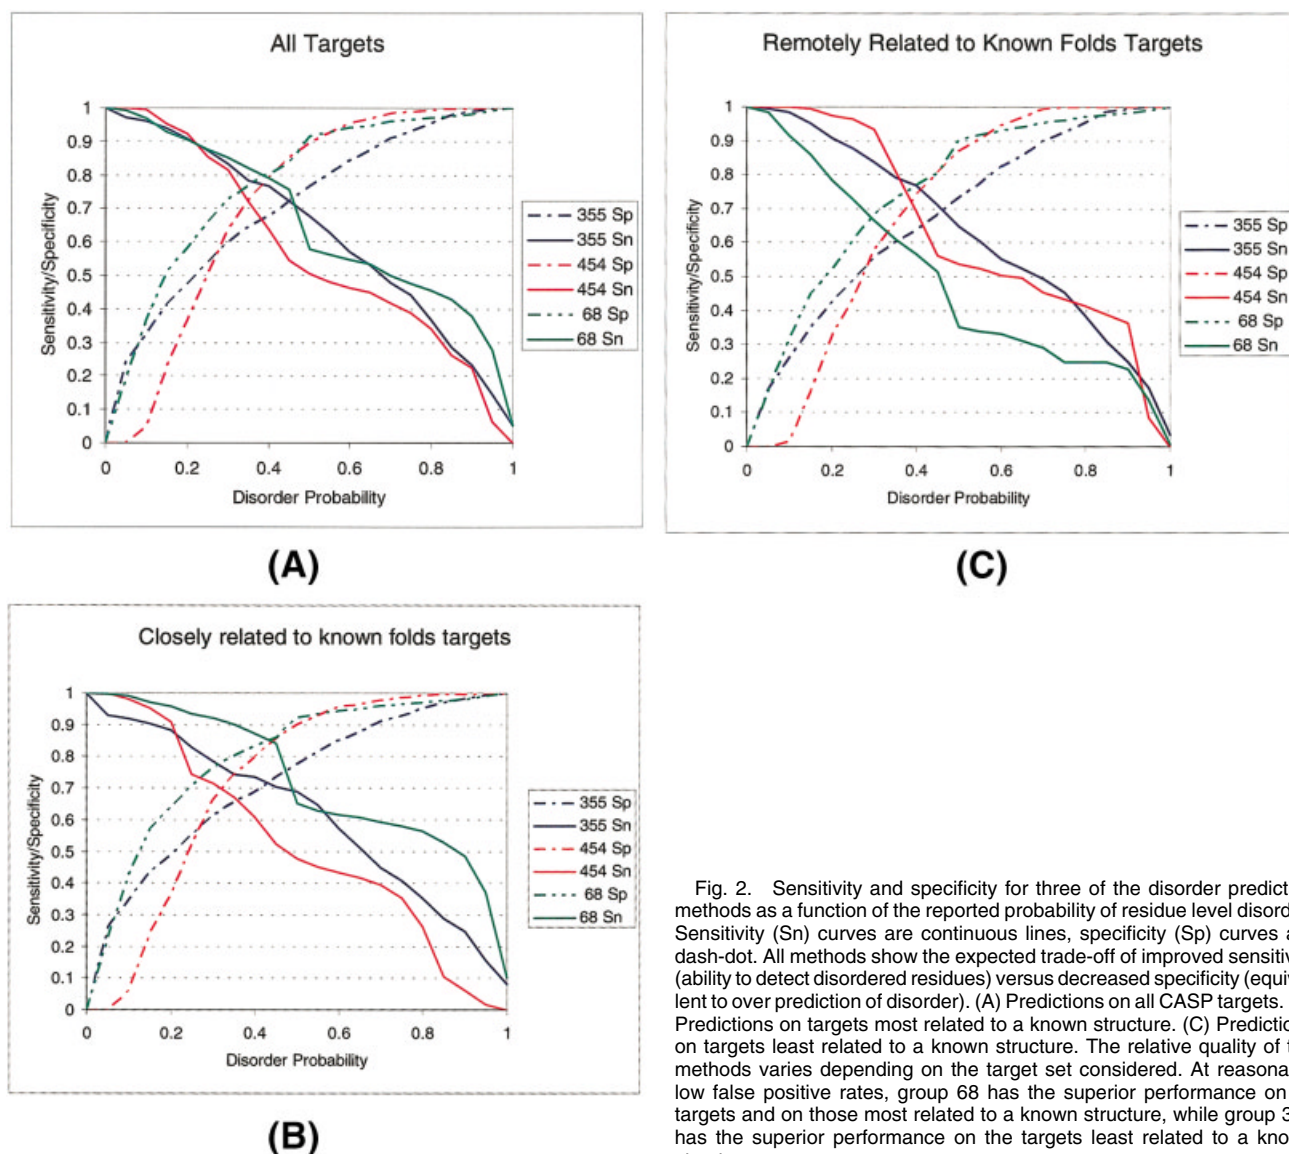 All Targets
Sensitivity/Specificity
1
0.9
0.8
0.7
0.6
0.5
0.4
0.3
0.2
0.1
0
0 0.2 0.4 0.6 0.8 1
Disorder Probability
355 Sp
355 Sn
454 Sp
454 Sn
68 Sp
68 Sn
(A)
Remotely Related to Known Folds Targets
Sensitivity/Specificity
1
0.9
0.8
0.7
0.6
0.5
0.4
0.3
0.2
0.1
0
0 0.2 0.4 0.6 0.8 1
Disorder Probability
355 Sp
355 Sn
454 Sp
454 Sn
68 Sp
68 Sn
(C)
Closely related to known folds targets
Sensitivity/Specificity
1
0.9
0.8
0.7
0.6
0.5
0.4
0.3
0.2
0.1
0
0 0.2 0.4 0.6 0.8 1
Disorder Probability
355 Sp
355 Sn
454 Sp
454 Sn
68 Sp
68 Sn
(B)
Fig. 2. Sensitivity and specificity for three of the disorder predict
methods as a function of the reported probability of residue level disord
Sensitivity (Sn) curves are continuous lines, specificity (Sp) curves a
dash-dot. All methods show the expected trade-off of improved sensitiv
(ability to detect disordered residues) versus decreased specificity (equiv
lent to over prediction of disorder). (A) Predictions on all CASP targets.
Predictions on targets most related to a known structure. (C) Predictio
on targets least related to a known structure. The relative quality of t
methods varies depending on the target set considered. At reasona
low false positive rates, group 68 has the superior performance on
targets and on those most related to a known structure, while group 3
has the superior performance on the targets least related to a kno